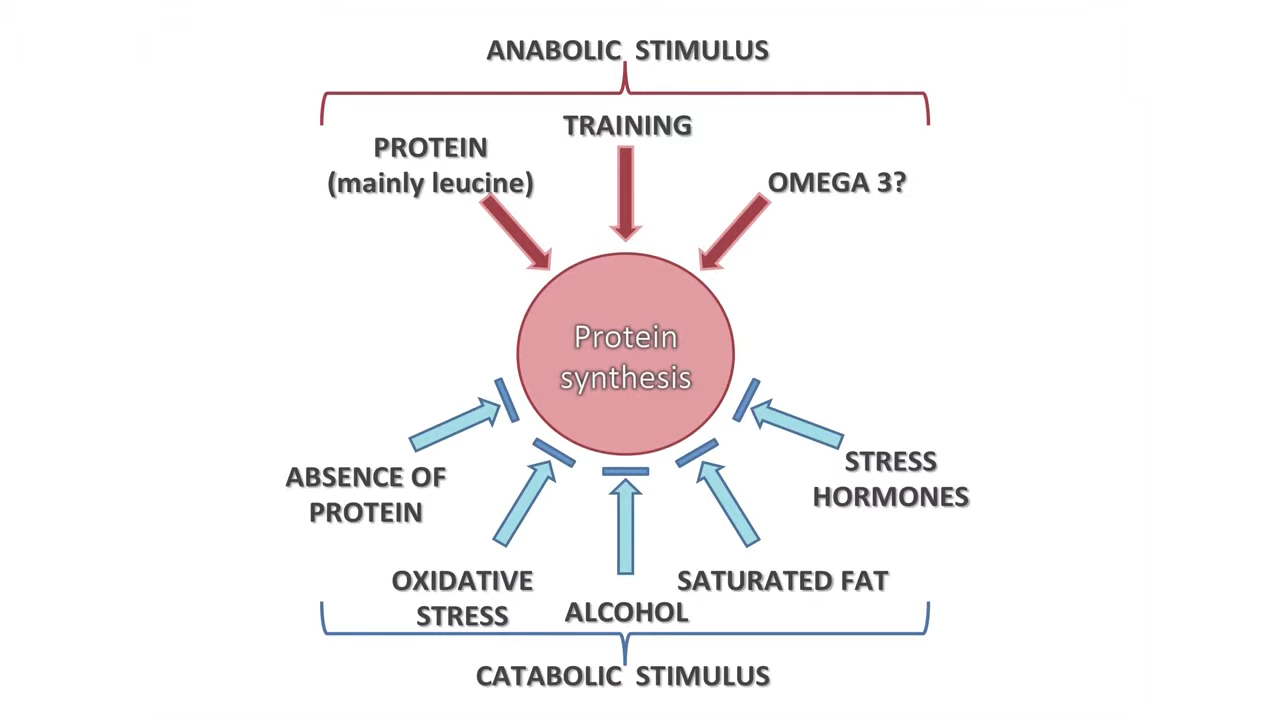 ANABOLIC STIMULUS
TRAINING
PROTEIN
(mainly leucine)
OMEGA 3?
Protein
synthesis
ABSENCE OF
PROTEIN
STRESS
HORMONES
OXIDATIVE
STRESS
ALCOHOL
SATURATED FAT
CATABOLIC STIMULUS